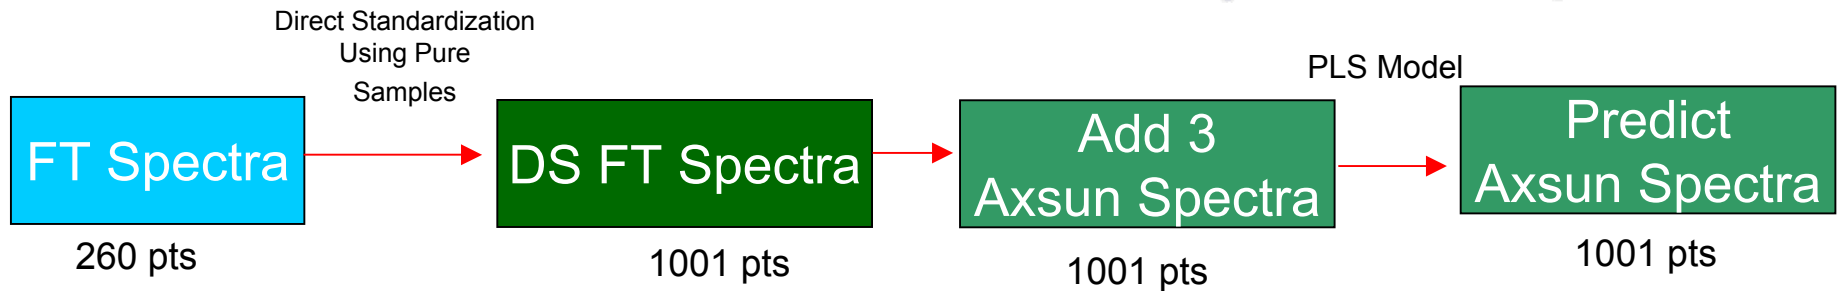 Direct Standardization
Using Pure
Samples
FT Spectra
260 pts
DS FT Spectra
1001 pts
Add 3
Axsun Spectra
1001 pts
PLS Model
Predict
Axsun Spectra
1001 pts